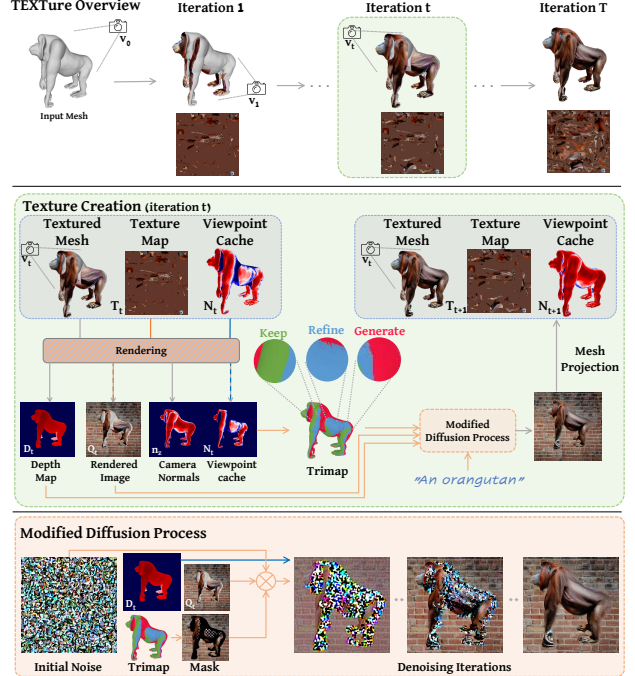 TEXTure Overview
Iteration 1
Iteration t
Iteration T
v0
v1
vt
Input Mesh
. . .
. . .
Texture Creation (iteration t)
Textured Mesh
Texture Map
Viewpoint Cache
vt
Tt
Nt
Textured Mesh
Texture Map
Viewpoint Cache
vt
Tt+1
Nt+1
Rendering
Keep
Refine
Generate
Mesh Projection
Dt
Qt
nz
Nt
Depth Map
Rendered Image
Camera Normals
Viewpoint cache
Trimap
Modified Diffusion Process
"An orangutan"
Modified Diffusion Process
Dt
Qt
Initial Noise
Trimap
Mask
Denoising Iterations